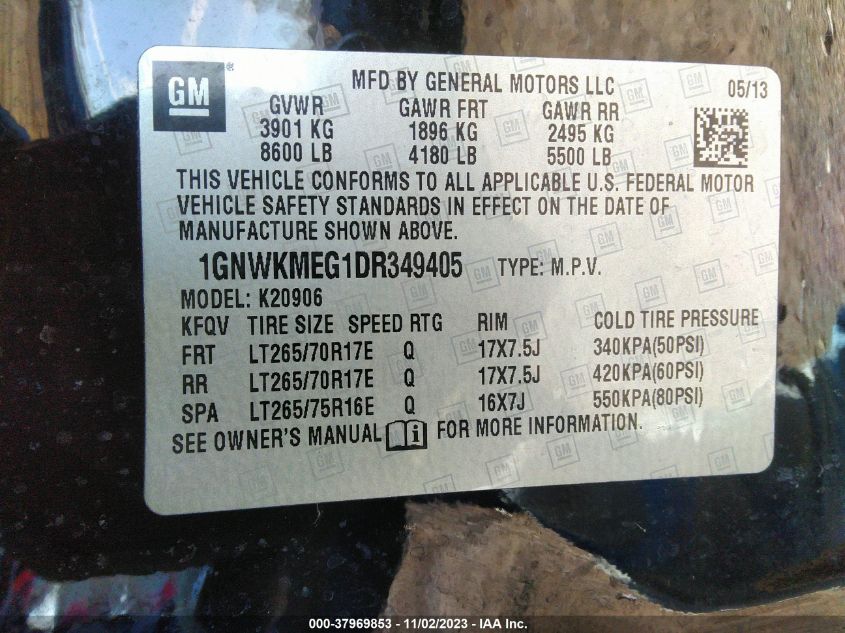 GM ® MFD BY GENERAL MOTORS LLC 05/13
GVWR GAWR FRT GAWR RR
3901 KG 1896 KG 2495 KG
8600 LB 4180 LB 5500 LB
THIS VEHICLE CONFORMS TO ALL APPLICABLE U.S. FEDERAL MOTOR
VEHICLE SAFETY STANDARDS IN EFFECT ON THE DATE OF
MANUFACTURE SHOWN ABOVE.
1GNWKMEG1DR349405 TYPE: M.P.V.
MODEL: K20906
KFQV TIRE SIZE SPEED RTG RIM COLD TIRE PRESSURE
FRT LT265/70R17E Q 17X7.5J 340KPA(50PSI)
RR LT265/70R17E Q 17X7.5J 420KPA(60PSI)
SPA LT265/75R16E Q 16X7J 550KPA(80PSI)
SEE OWNER'S MANUAL i FOR MORE INFORMATION.
000-37969853 - 11/02/2023 - IAA Inc.